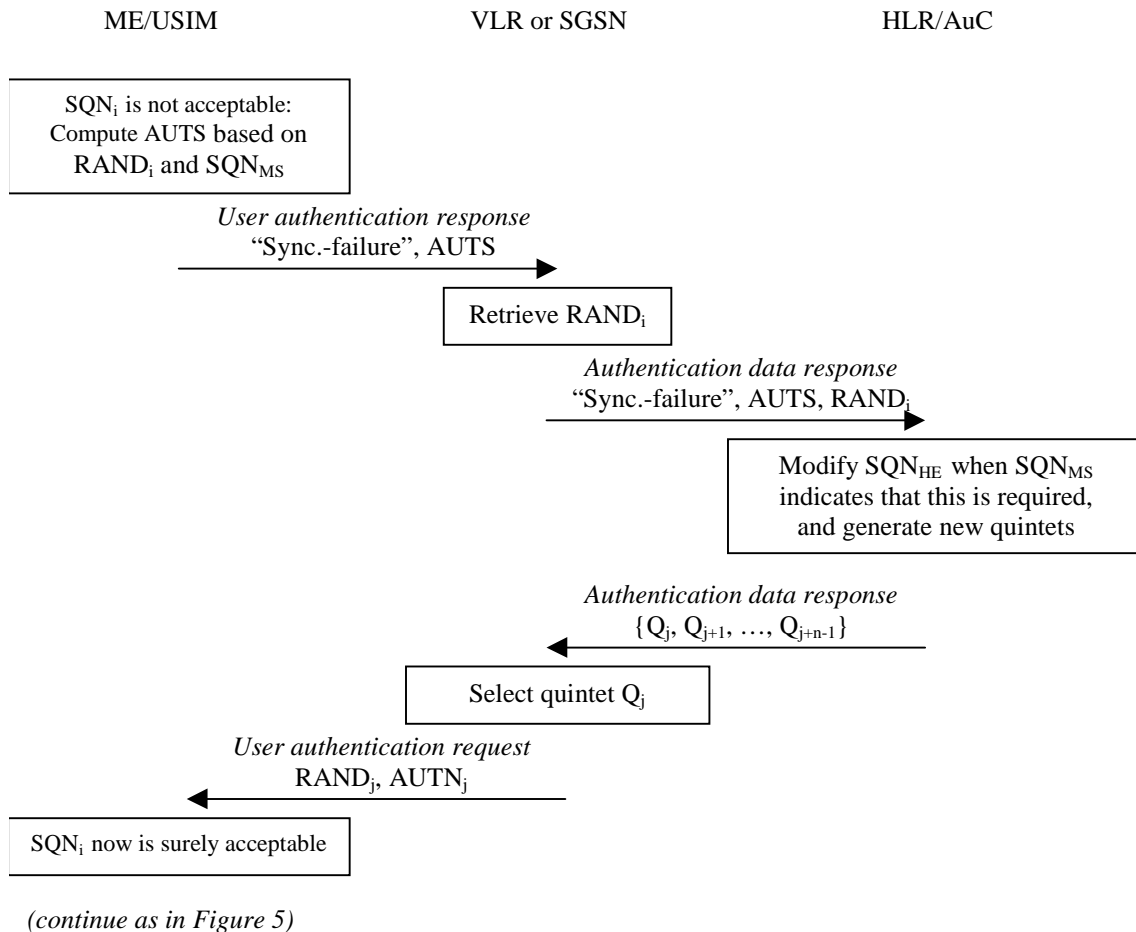 ME/USIM VLR or SGSN HLR/AuC
SQNi is not acceptable:
Compute AUTS based on
RANDi and SQNMS
User authentication response
“Sync.-failure”, AUTS
Retrieve RANDi
Authentication data response
“Sync.-failure”, AUTS, RANDi
Modify SQNHE when SQNMS
indicates that this is required,
and generate new quintets
Authentication data response
{Qj, Qj+1, …, Qj+n-1}
Select quintet Qj
User authentication request
RANDj, AUTNj
SQNi now is surely acceptable
(continue as in Figure 5)